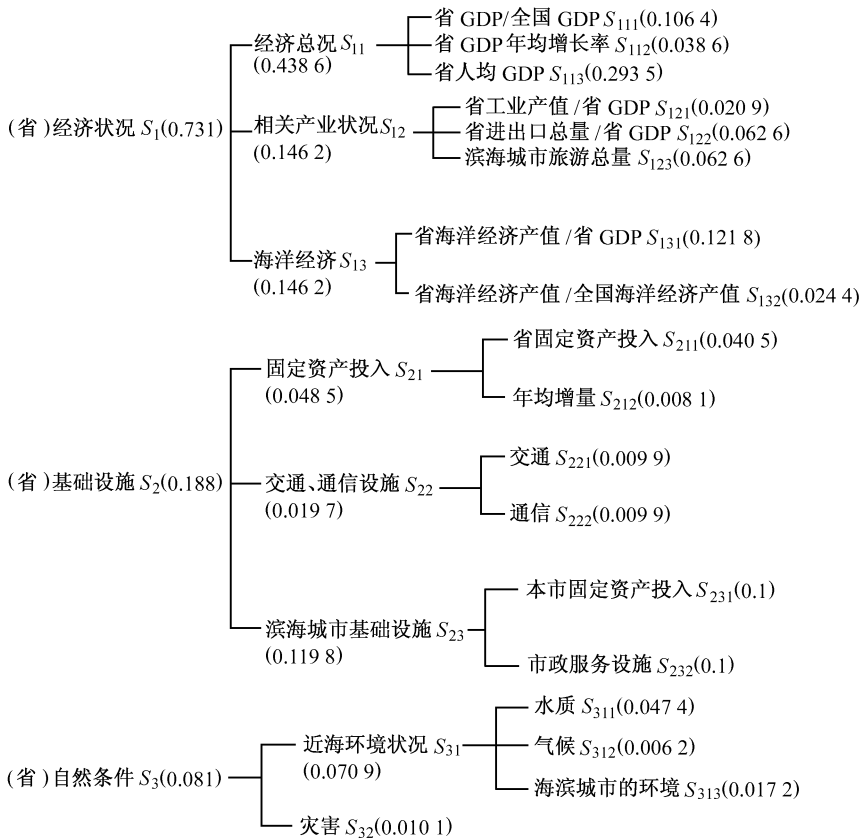 省 GDP/全国 GDP S111(0.106 4)
经济总况 S11
(0.438 6)
省 GDP 年均增长率 S112(0.038 6)
省人均 GDP S113(0.293 5)
(省)经济状况 S1(0.731)
省工业产值/省 GDP S121(0.020 9)
相关产业状况 S12
(0.146 2)
省进出口总量/省 GDP S122(0.062 6)
滨海城市旅游总量 S123(0.062 6)
省海洋经济产值/省 GDP S131(0.121 8)
海洋经济 S13
(0.146 2)
省海洋经济产值/全国海洋经济产值 S132(0.024 4)
省固定资产投入 S211(0.040 5)
固定资产投入 S21
(0.048 5)
年均增量 S212(0.008 1)
交通 S221(0.009 9)
(省)基础设施 S2(0.188)
交通、通信设施 S22
(0.019 7)
通信 S222(0.009 9)
本市固定资产投入 S231(0.1)
滨海城市基础设施 S23
(0.119 8)
市政服务设施 S232(0.1)
水质 S311(0.047 4)
近海环境状况 S31
(0.070 9)
气候 S312(0.006 2)
(省)自然条件 S3(0.081)
海滨城市的环境 S313(0.017 2)
灾害 S32(0.010 1)